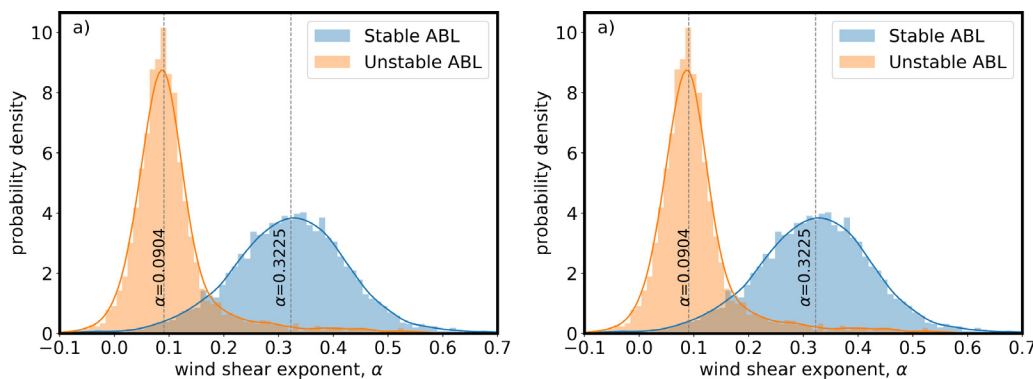 a)
Stable ABL
Unstable ABL
probability density
10
8
6
4
2
0
α=0.0904
α=0.3225
−0.1 0.0 0.1 0.2 0.3 0.4 0.5 0.6 0.7
wind shear exponent, α
a)
Stable ABL
Unstable ABL
probability density
10
8
6
4
2
0
α=0.0904
α=0.3225
−0.1 0.0 0.1 0.2 0.3 0.4 0.5 0.6 0.7
wind shear exponent, α